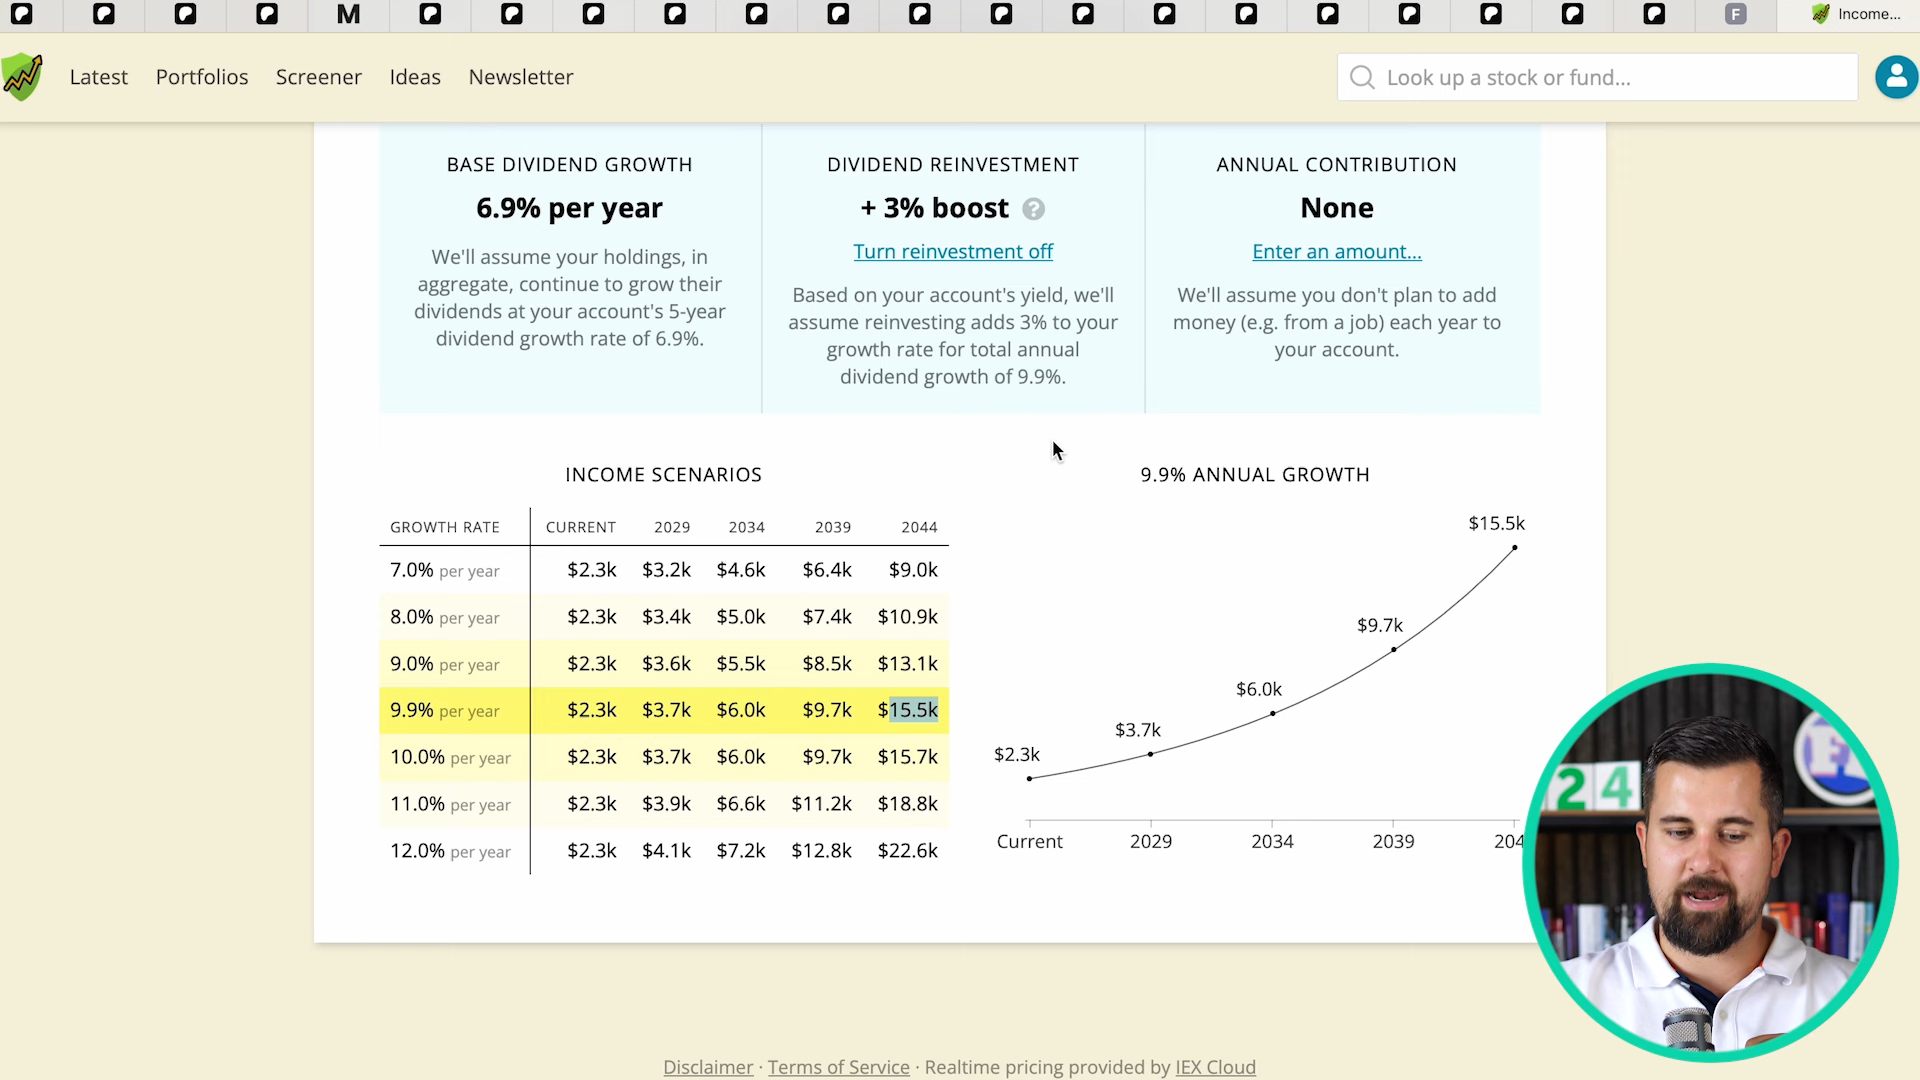 M
F
Income...
Latest Portfolios Screener Ideas Newsletter
Look up a stock or fund...
BASE DIVIDEND GROWTH
6.9% per year
We'll assume your holdings, in
aggregate, continue to grow their
dividends at your account's 5-year
dividend growth rate of 6.9%.
DIVIDEND REINVESTMENT
+ 3% boost ?
Turn reinvestment off
Based on your account's yield, we'll
assume reinvesting adds 3% to your
growth rate for total annual
dividend growth of 9.9%.
ANNUAL CONTRIBUTION
None
Enter an amount...
We'll assume you don't plan to add
money (e.g. from a job) each year to
your account.
INCOME SCENARIOS
GROWTH RATE CURRENT 2029 2034 2039 2044
7.0% per year $2.3k $3.2k $4.6k $6.4k $9.0k
8.0% per year $2.3k $3.4k $5.0k $7.4k $10.9k
9.0% per year $2.3k $3.6k $5.5k $8.5k $13.1k
9.9% per year $2.3k $3.7k $6.0k $9.7k $15.5k
10.0% per year $2.3k $3.7k $6.0k $9.7k $15.7k
11.0% per year $2.3k $3.9k $6.6k $11.2k $18.8k
12.0% per year $2.3k $4.1k $7.2k $12.8k $22.6k
9.9% ANNUAL GROWTH
$15.5k
$9.7k
$6.0k
$3.7k
$2.3k
Current 2029 2034 2039 204
24
Disclaimer · Terms of Service · Realtime pricing provided by IEX Cloud